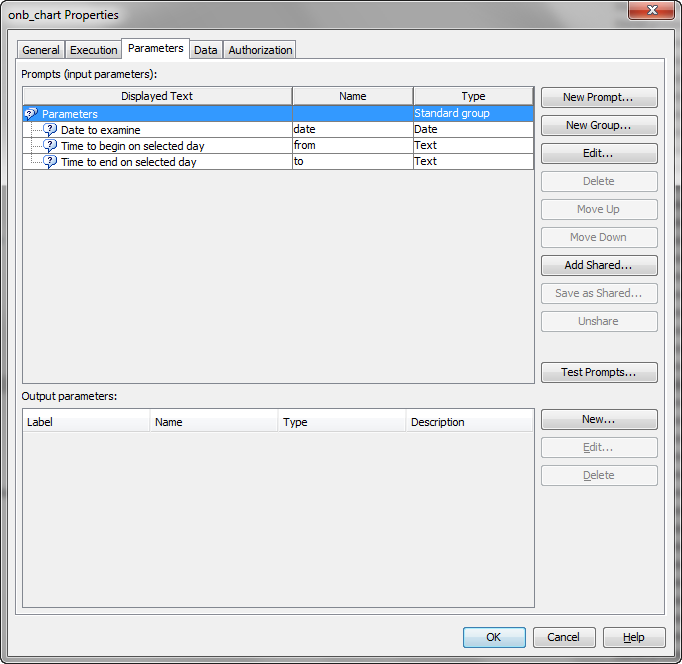 onb_chart Properties
General Execution Parameters Data Authorization
Prompts (input parameters):
Displayed Text Name Type
Parameters Standard group
Date to examine date Date
Time to begin on selected day from Text
Time to end on selected day to Text
New Prompt...
New Group...
Edit...
Delete
Move Up
Move Down
Add Shared...
Save as Shared...
Unshare
Test Prompts...
Output parameters:
Label Name Type Description
New...
Edit...
Delete
OK Cancel Help